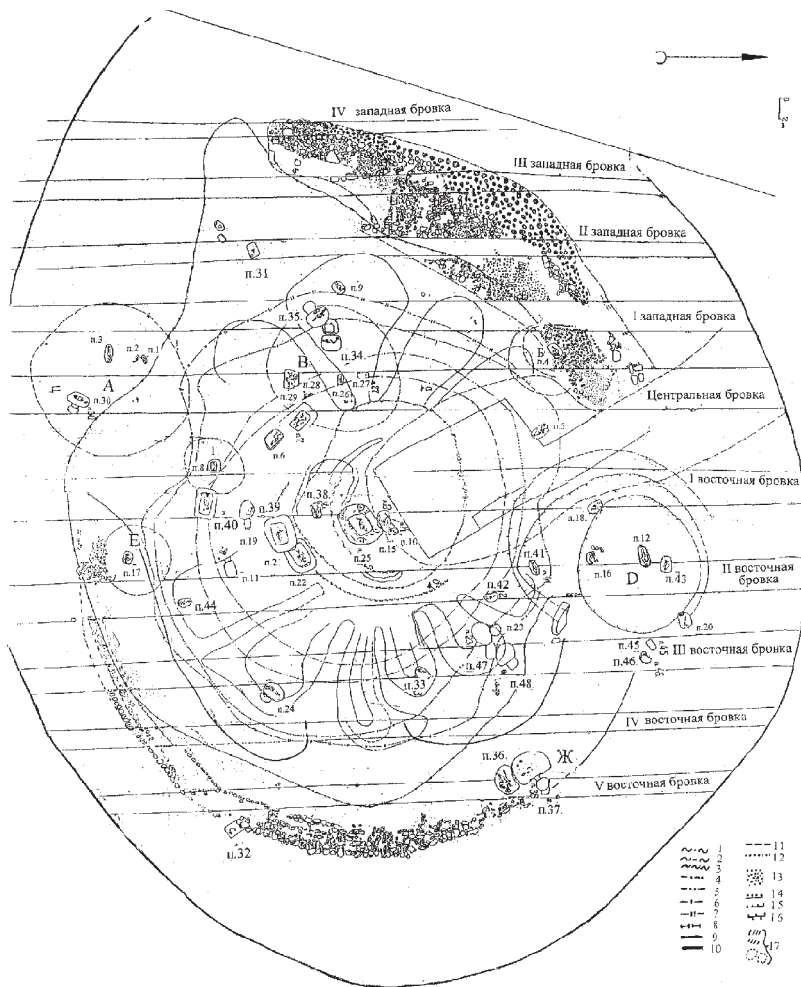 IV западная бровка
III западная бровка
II западная бровка
п.31
п.9
п.35.
I западная бровка
п.3
п.2
п.1
п.34.
Б
п.4
А
В
п.28
п.27
Центральная бровка
п.30
п.29
п.26
п.5
п.6
п.8
I восточная бровка
п.38.
п.39
п.18.
п.40
п.19
п.10
п.15
Е
п.12
п.41
п.25
п.17
п.21
п.16
п.43
п.11
п.22
D
II восточная
бровка
п.42
п.44
п.20
п.23
п.45
III восточная бровка
п.47
п.46
п.33
п.48
п.24
IV восточная бровка
п.36.
Ж
V восточная бровка
п.37.
п.32
1
2
3
4
5
6
7
8
9
10
11
12
13
14
15
16
17